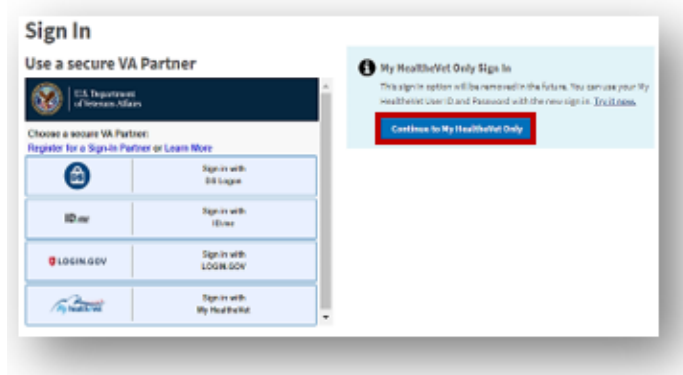 Sign In
Use a secure VA Partner
U.S. Department
of Veterans Affairs
Choose a secure VA Partner:
Register for a Sign-In Partner or Learn More
DS
Sign in with
DS Logon
ID.me
Sign in with
ID.me
LOGIN.GOV
Sign in with
LOGIN.GOV
My HealtheVet
Sign in with
My HealtheVet
My HealtheVet Only Sign In
This sign in option will be removed in the future. You can use your My
HealtheVet User ID and Password with the new sign in. Try it now.
Continue to My HealtheVet Only